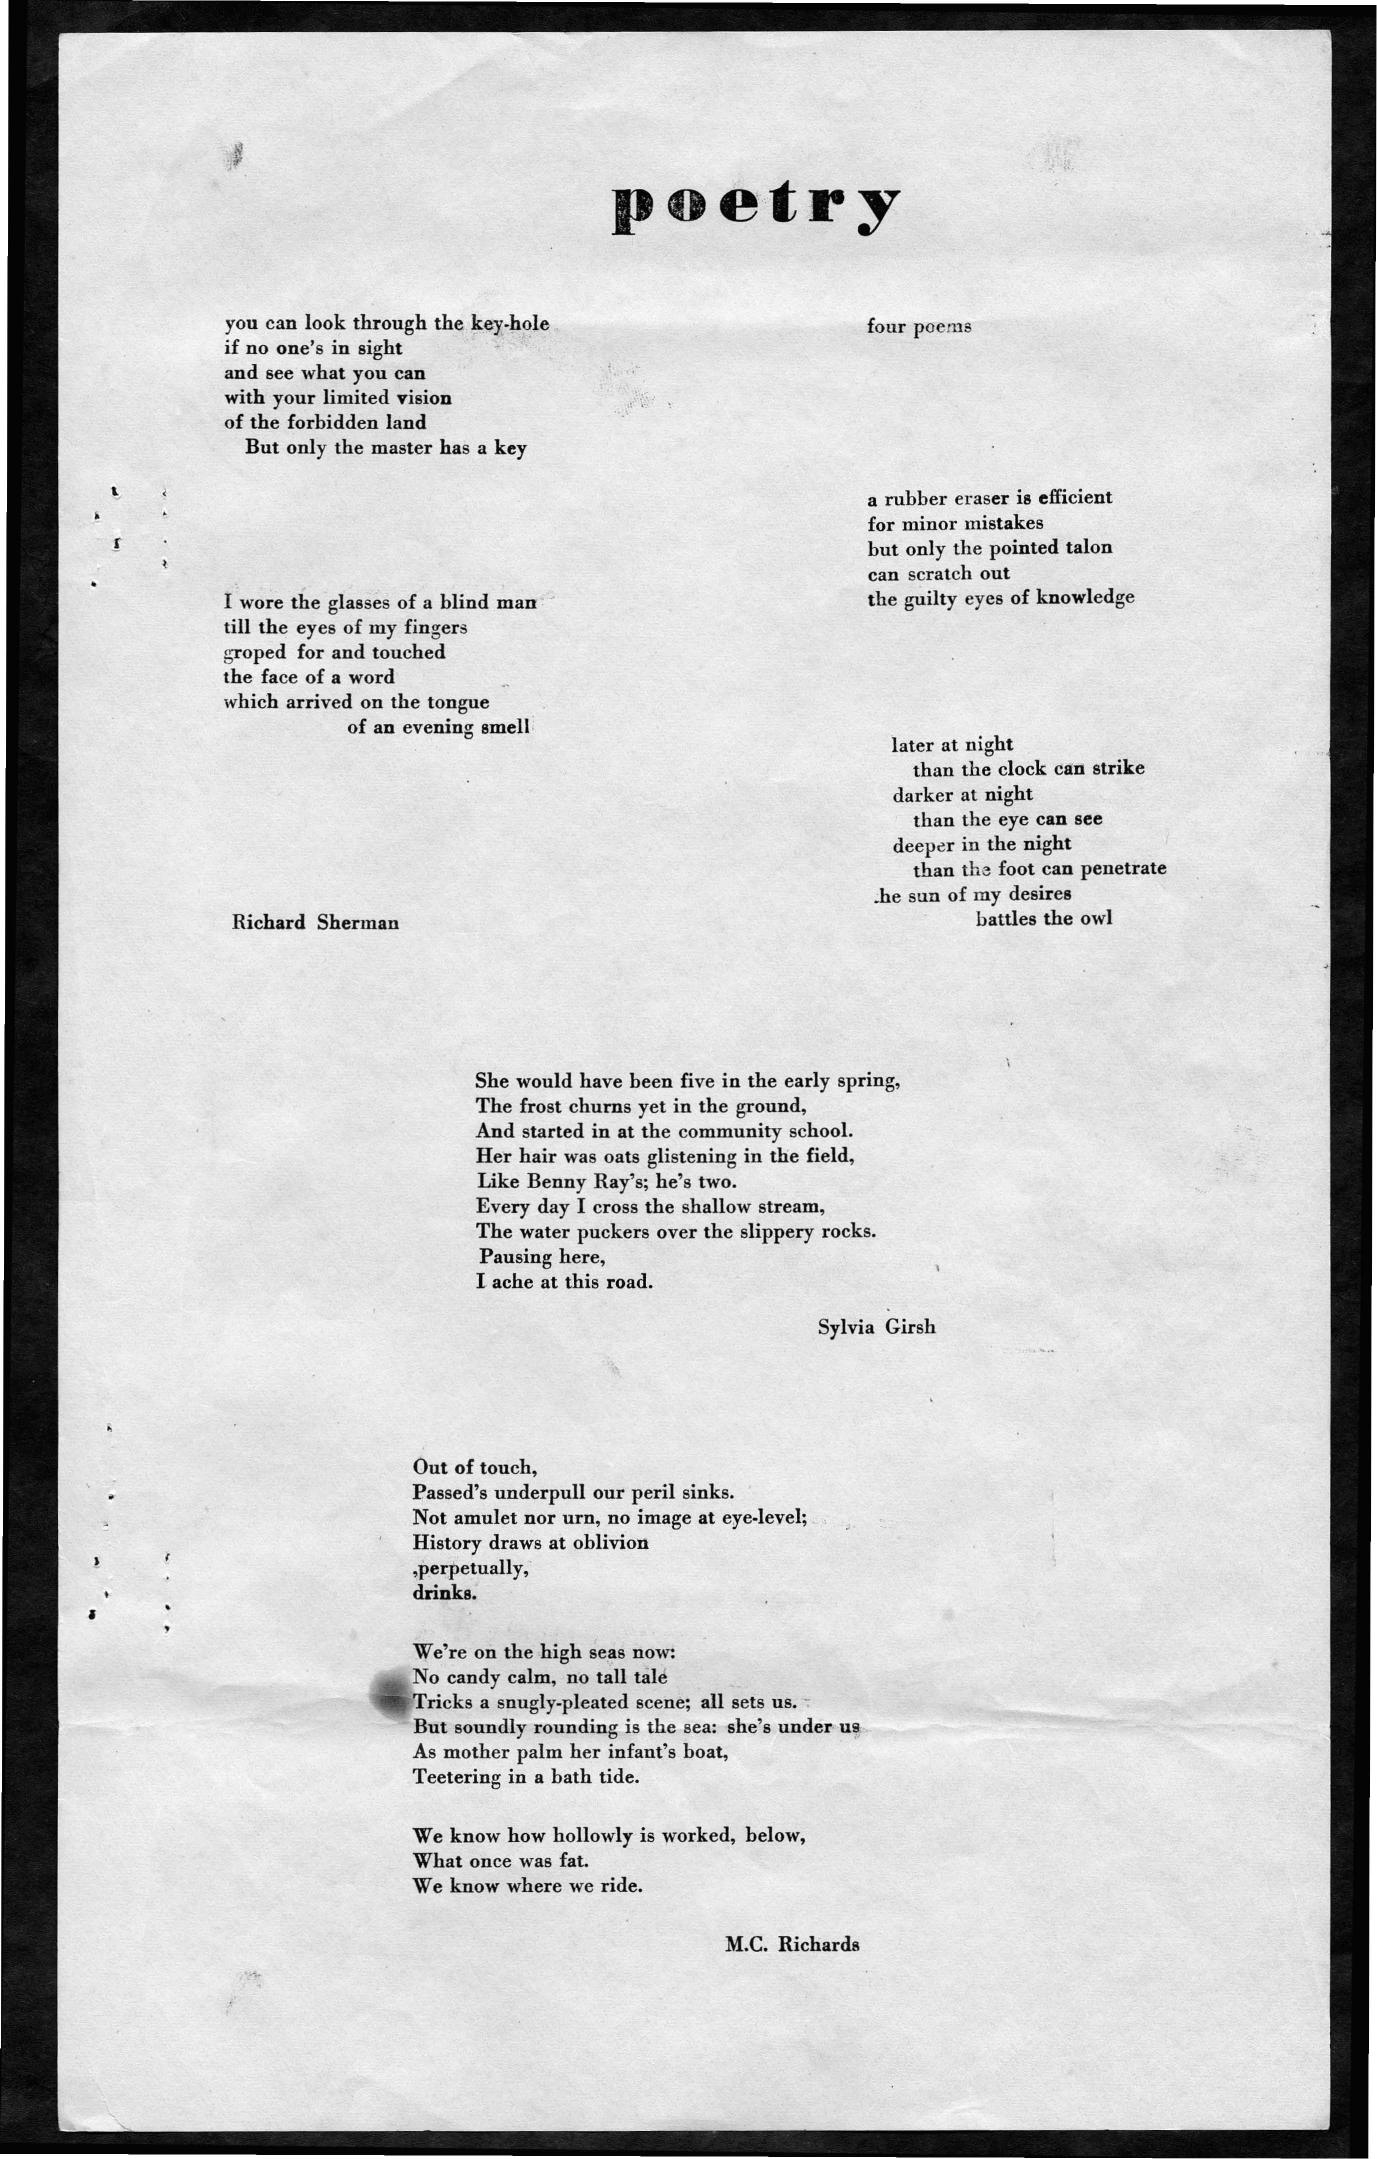 poetry
four poems
you can look through the key-hole
if no one's in sight
and see what you can
with your limited vision
of the forbidden land
But only the master has a key
a rubber eraser is efficient
for minor mistakes
but only the pointed talon
can scratch out
the guilty eyes of knowledge
I wore the glasses of a blind man
till the eyes of my fingers
groped for and touched
the face of a word
which arrived on the tongue
of an evening smell
later at night
than the clock can strike
darker at night
than the eye can see
deeper in the night
than the foot can penetrate
.he sun of my desires
battles the owl
Richard Sherman
She would have been five in the early spring,
The frost churns yet in the ground,
And started in at the community school.
Her hair was oats glistening in the field,
Like Benny Ray's; he's two.
Every day I cross the shallow stream,
The water puckers over the slippery rocks.
Pausing here,
I ache at this road.
Sylvia Girsh
Out of touch,
Passed's underpull our peril sinks.
Not amulet nor urn, no image at eye-level;
History draws at oblivion
,perpetually,
drinks.
We're on the high seas now:
No candy calm, no tall tale
Tricks a snugly-pleated scene; all sets us.
But soundly rounding is the sea: she's under us
As mother palm her infant's boat,
Teetering in a bath tide.
We know how hollowly is worked, below,
What once was fat.
We know where we ride.
M.C. Richards